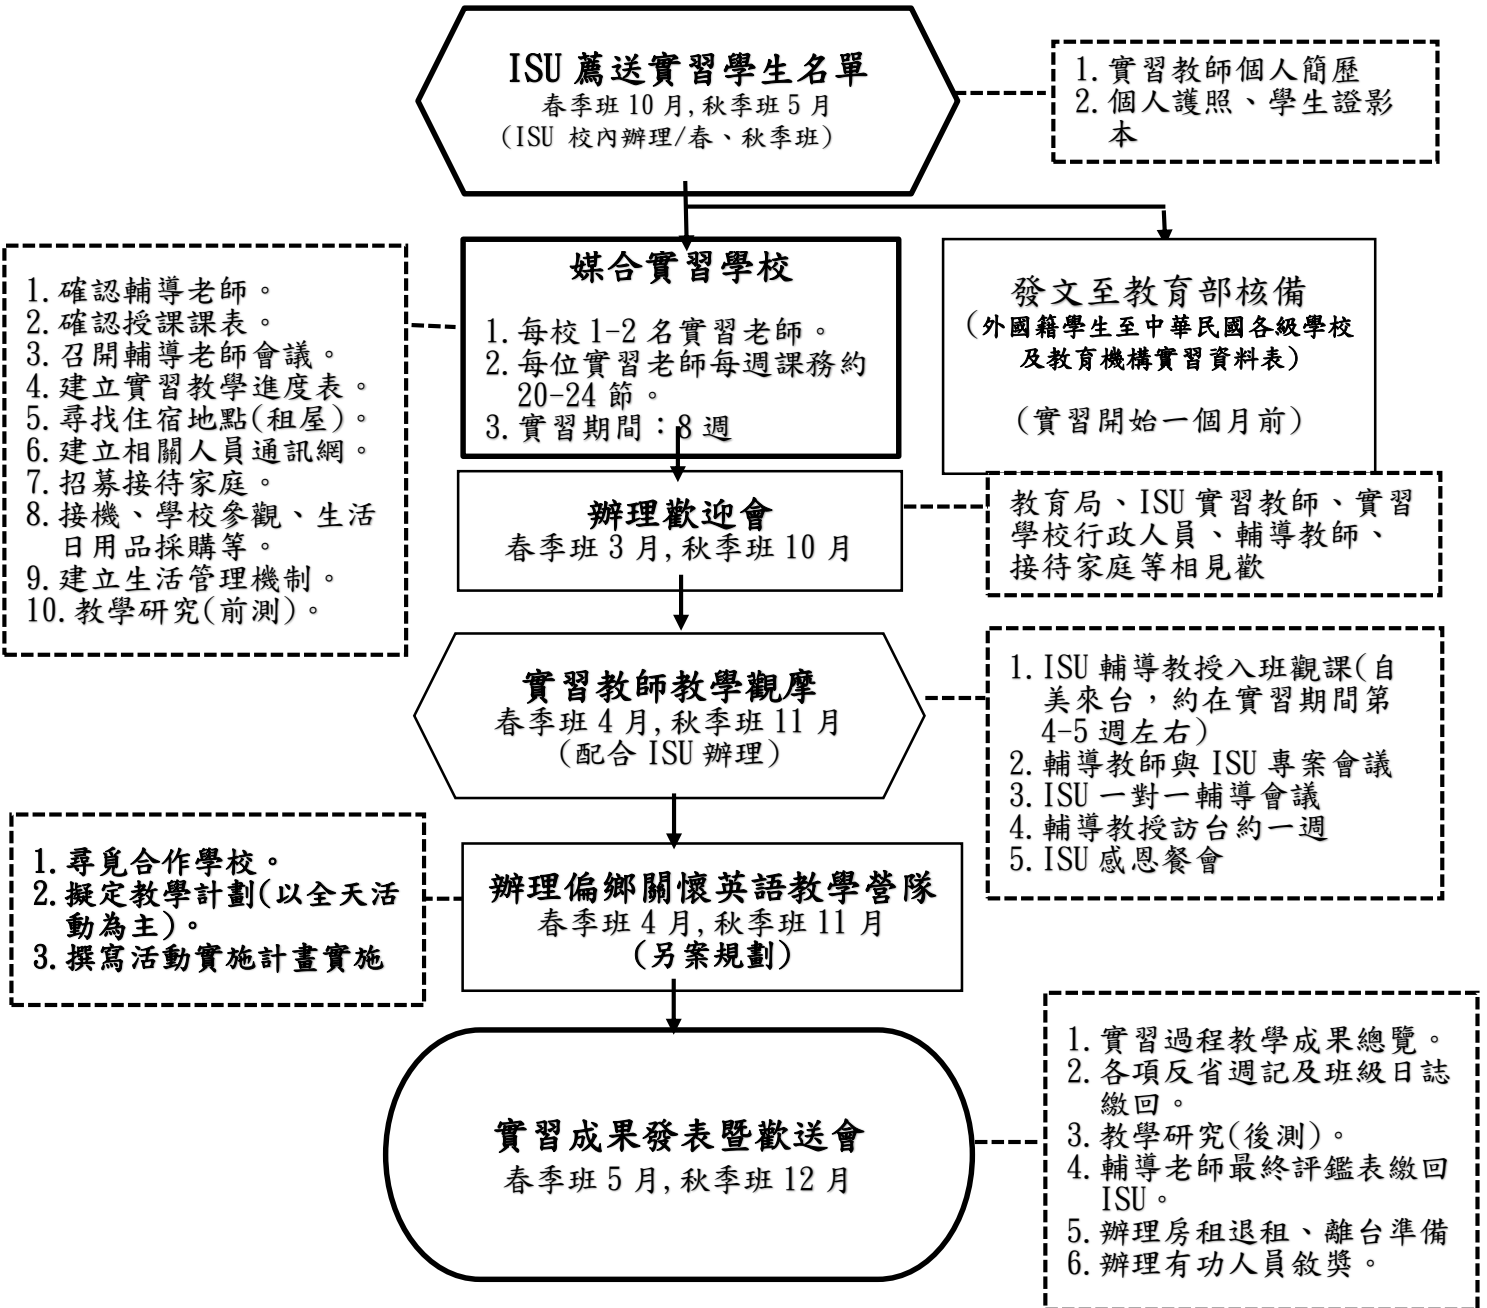 ISU 薦送實習學生名單
春季班 10 月,秋季班 5 月
(ISU 校內辦理/春、秋季班)
1. 實習教師個人簡歷
2. 個人護照、學生證影
本
媒合實習學校
1. 每校 1-2 名實習老師。
2. 每位實習老師每週課務約
20-24 節。
3. 實習期間：8 週
發文至教育部核備
(外國籍學生至中華民國各級學校
及教育機構實習資料表)
(實習開始一個月前)
1. 確認輔導老師。
2. 確認授課課表。
3. 召開輔導老師會議。
4. 建立實習教學進度表。
5. 尋找住宿地點(租屋)。
6. 建立相關人員通訊網。
7. 招募接待家庭。
8. 接機、學校參觀、生活
日用品採購等。
9. 建立生活管理機制。
10. 教學研究(前測)。
辦理歡迎會
春季班 3 月,秋季班 10 月
教育局、ISU 實習教師、實習
學校行政人員、輔導教師、
接待家庭等相見歡
實習教師教學觀摩
春季班 4 月,秋季班 11 月
(配合 ISU 辦理)
1. ISU 輔導教授入班觀課(自
美來台，約在實習期間第
4-5 週左右)
2. 輔導教師與 ISU 專案會議
3. ISU 一對一輔導會議
4. 輔導教授訪台約一週
5. ISU 感恩餐會
1. 尋覓合作學校。
2. 擬定教學計劃(以全天活
動為主)。
3. 撰寫活動實施計畫實施
辦理偏鄉關懷英語教學營隊
春季班 4 月,秋季班 11 月
(另案規劃)
實習成果發表暨歡送會
春季班 5 月,秋季班 12 月
1. 實習過程教學成果總覽。
2. 各項反省週記及班級日誌
繳回。
3. 教學研究(後測)。
4. 輔導老師最終評鑑表繳回
ISU。
5. 辦理房租退租、離台準備
6. 辦理有功人員敘獎。